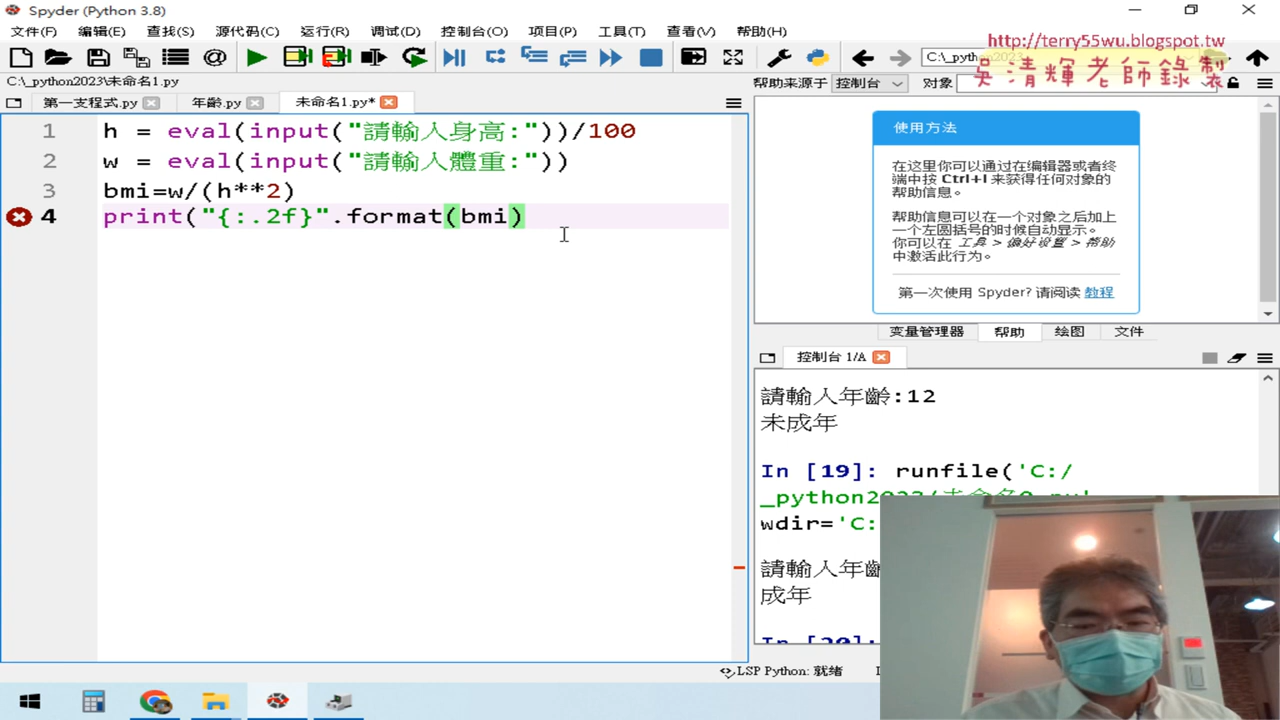 Spyder (Python 3.8)
文件(F) 编辑(E) 查找(S) 源代码(C) 运行(R) 调试(D) 控制台(O) 项目(P) 工具(T) 查看(V) 帮助(H)
http://terry55wu.blogspot.tw
吳清輝老師錄製
C:\_python2023\未命名1.py
帮助来源于 控制台 对象
第一支程式.py 年齡.py 未命名1.py*
1 h = eval(input("請輸入身高:"))/100
2 w = eval(input("請輸入體重:"))
3 bmi=w/(h**2)
4 print("{:.2f}".format(bmi)
使用方法
在这里你可以通过在编辑器或者终
端中按 Ctrl+I 来获得任何对象的
帮助信息。
帮助信息可以在一个对象之后加上
一个左圆括号的时候自动显示。
你可以在 工具 > 偏好设置 > 帮助
中激活此行为。
第一次使用 Spyder? 请阅读 教程
变量管理器 帮助 绘图 文件
控制台 1/A
請輸入年齡:12
未成年
In [19]: runfile('C:/
wdir='C:
請輸入年齡
成年
In [20]:
LSP Python: 就绪